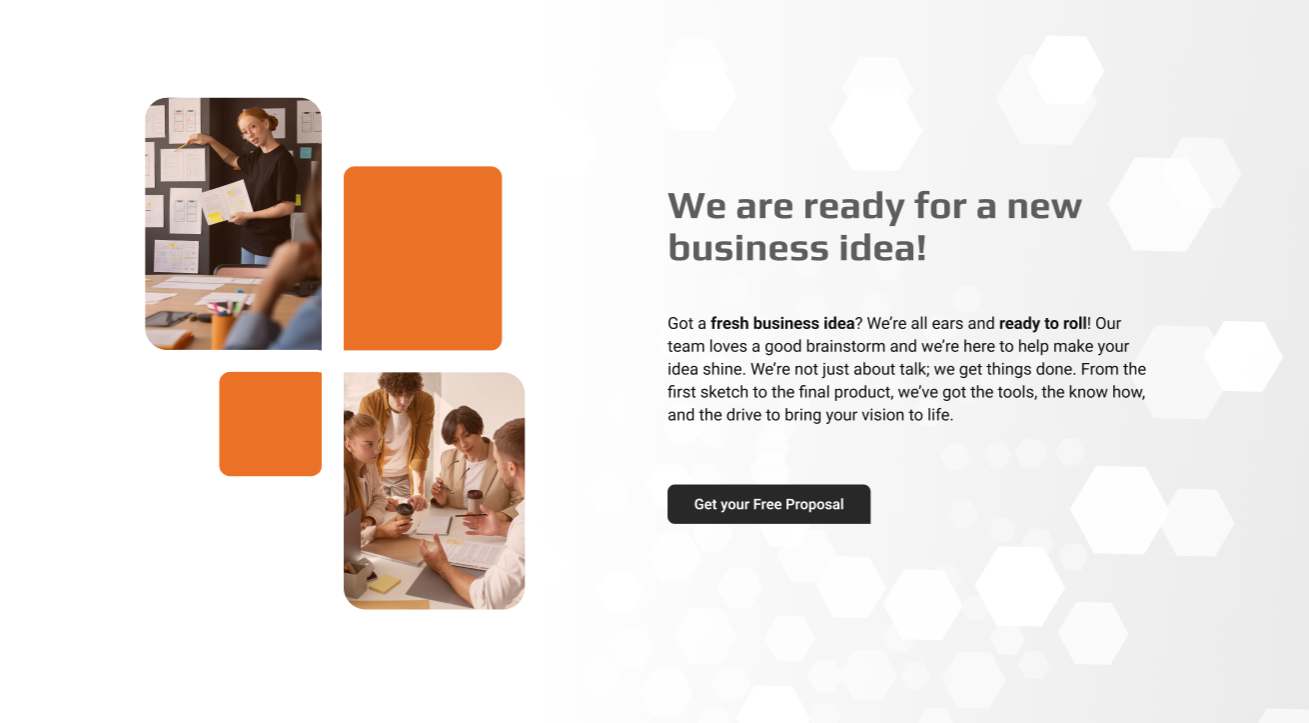 We are ready for a new
business idea!
Got a fresh business idea? We’re all ears and ready to roll! Our
team loves a good brainstorm and we’re here to help make your
idea shine. We’re not just about talk; we get things done. From the
first sketch to the final product, we’ve got the tools, the know how,
and the drive to bring your vision to life.
Get your Free Proposal